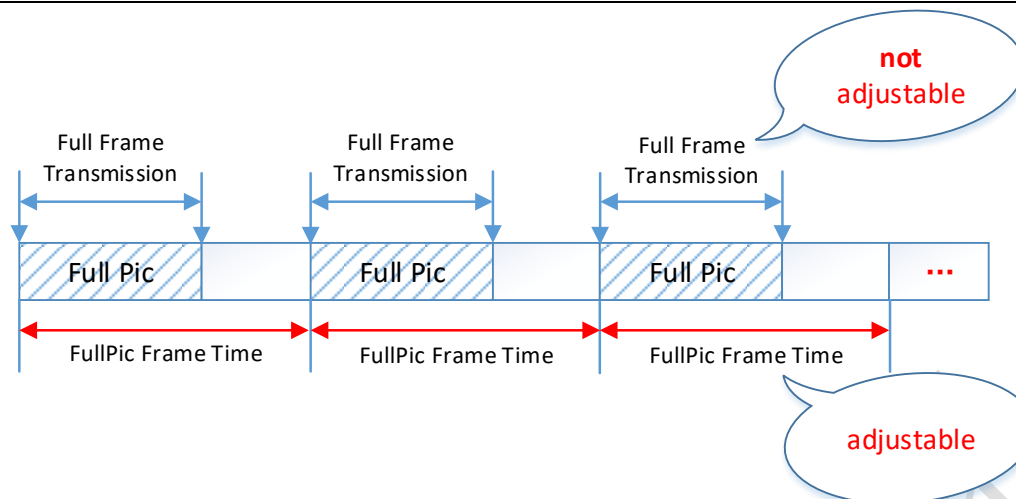 not
adjustable
Full Frame
Transmission
Full Frame
Transmission
Full Frame
Transmission
Full Pic
Full Pic
Full Pic
...
FullPic Frame Time
FullPic Frame Time
FullPic Frame Time
adjustable